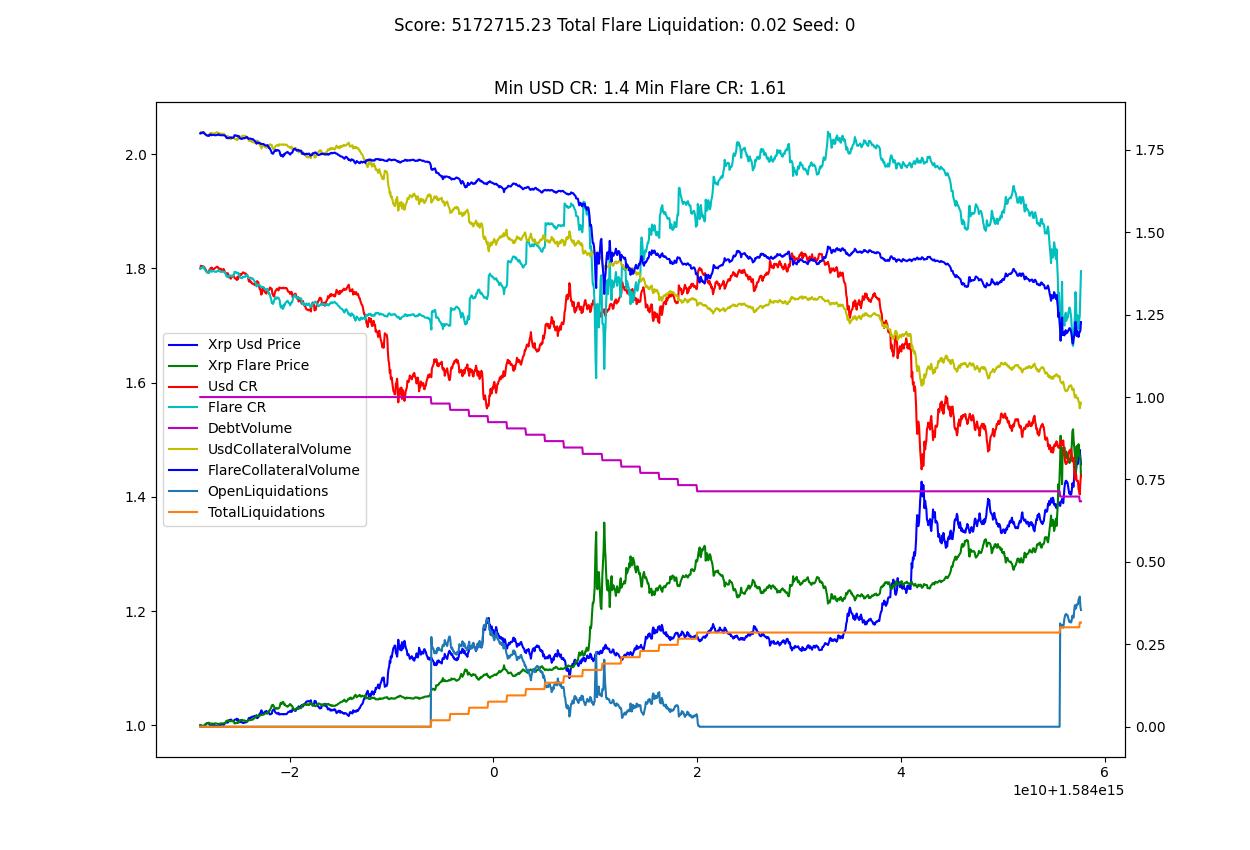 Score: 5172715.23 Total Flare Liquidation: 0.02 Seed: 0
Min USD CR: 1.4 Min Flare CR: 1.61
2.0
1.8
1.6
1.4
1.2
1.0
Xrp Usd Price
Xrp Flare Price
Usd CR
Flare CR
DebtVolume
UsdCollateralVolume
FlareCollateralVolume
OpenLiquidations
TotalLiquidations
1.75
1.50
1.25
1.00
0.75
0.50
0.25
0.00
−2 0 2 4 6
1e10+1.584e15